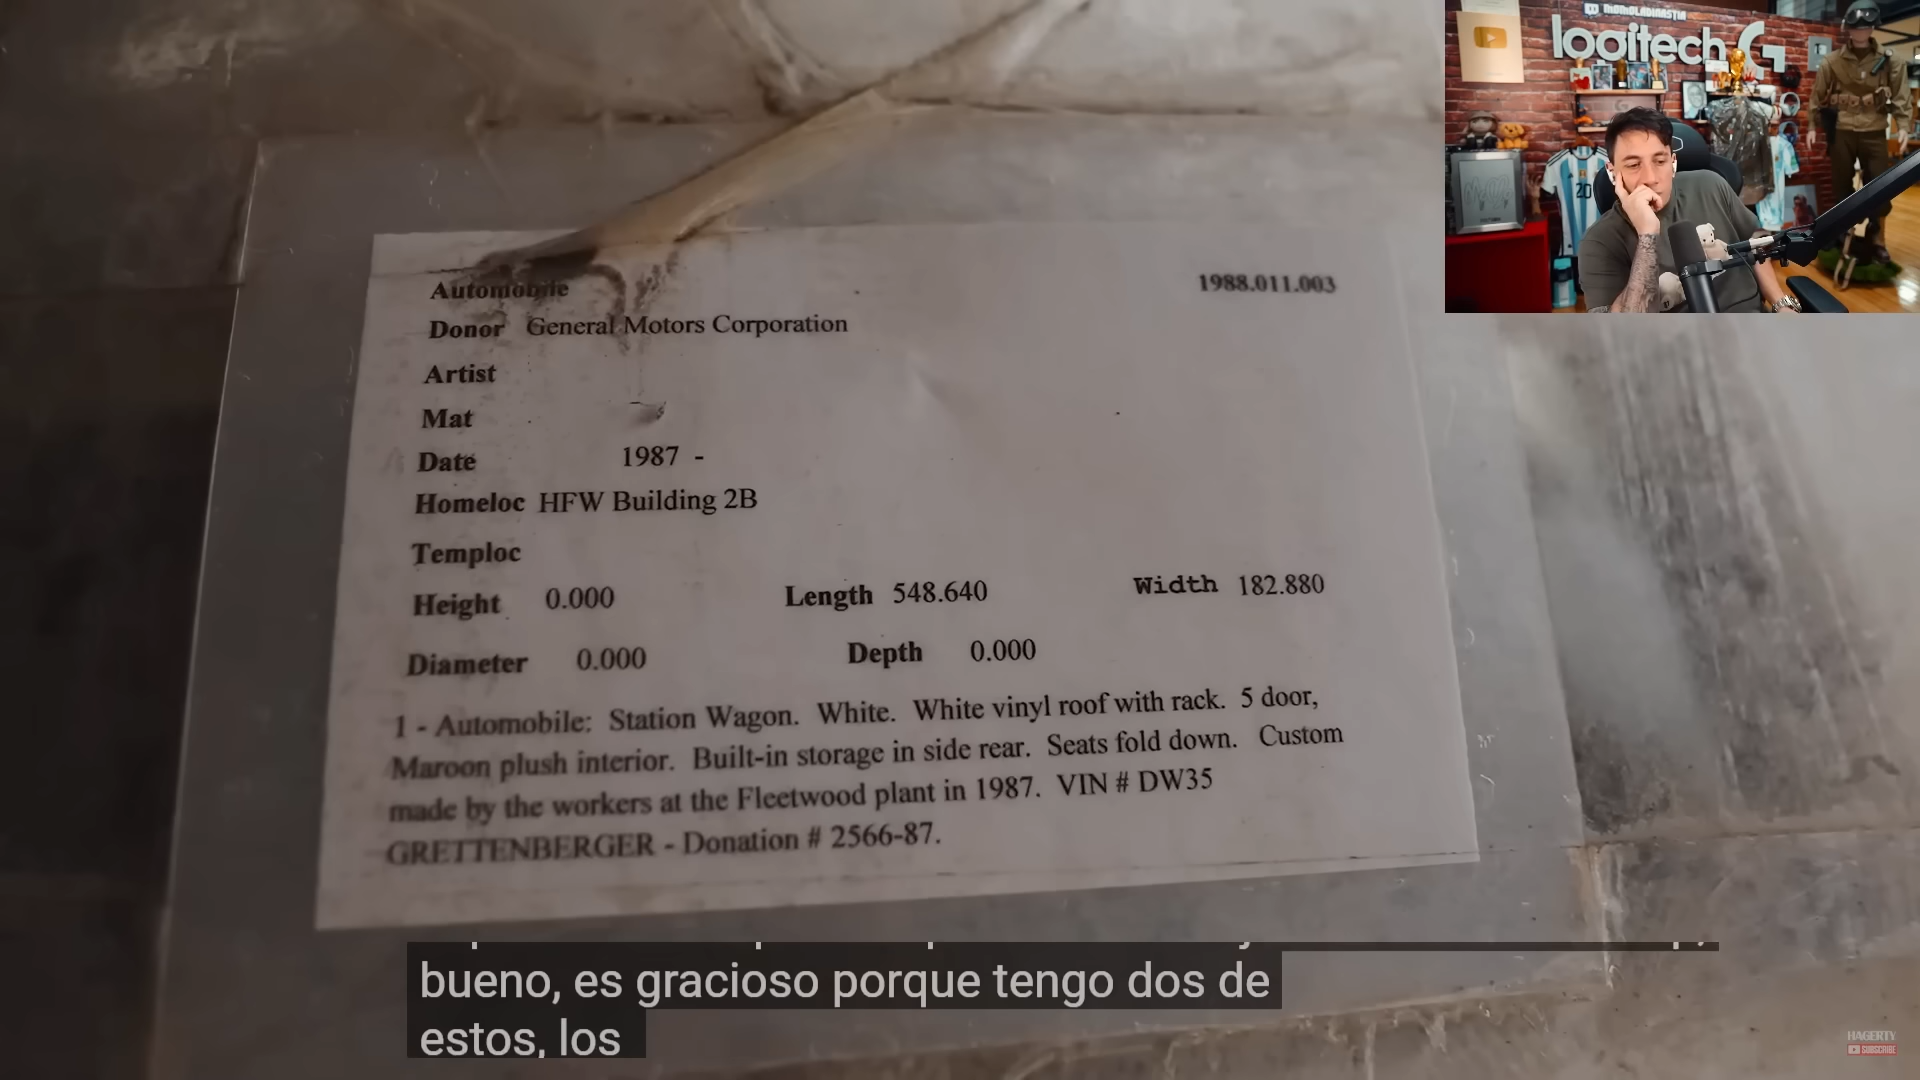 MOMOLADINASTIA
logitech G
20
Automobile 1988.011.003
Donor General Motors Corporation
Artist
Mat
Date 1987 -
Homeloc HFW Building 2B
Temploc
Height 0.000 Length 548.640 Width 182.880
Diameter 0.000 Depth 0.000
1 - Automobile: Station Wagon. White. White vinyl roof with rack. 5 door,
Maroon plush interior. Built-in storage in side rear. Seats fold down. Custom
made by the workers at the Fleetwood plant in 1987. VIN # DW35
GRETTENBERGER - Donation # 2566-87.
bueno, es gracioso porque tengo dos de
estos, los
HAGERTY
SUBSCRIBE